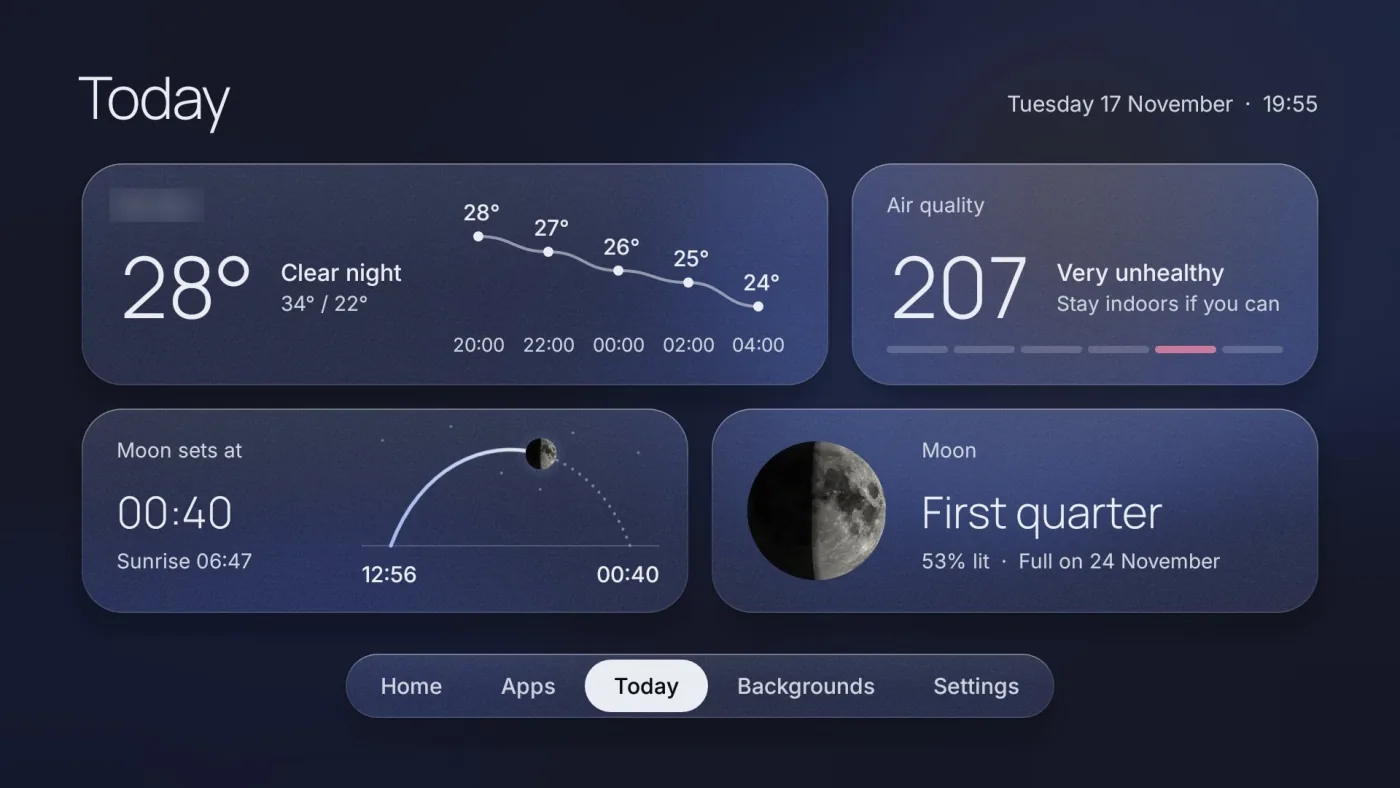 Today
Tuesday 17 November · 19:55
28°
Clear night
34° / 22°
28° 27° 26° 25° 24°
20:00 22:00 00:00 02:00 04:00
Air quality
207
Very unhealthy
Stay indoors if you can
Moon sets at
00:40
Sunrise 06:47
12:56 00:40
Moon
First quarter
53% lit · Full on 24 November
Home Apps Today Backgrounds Settings